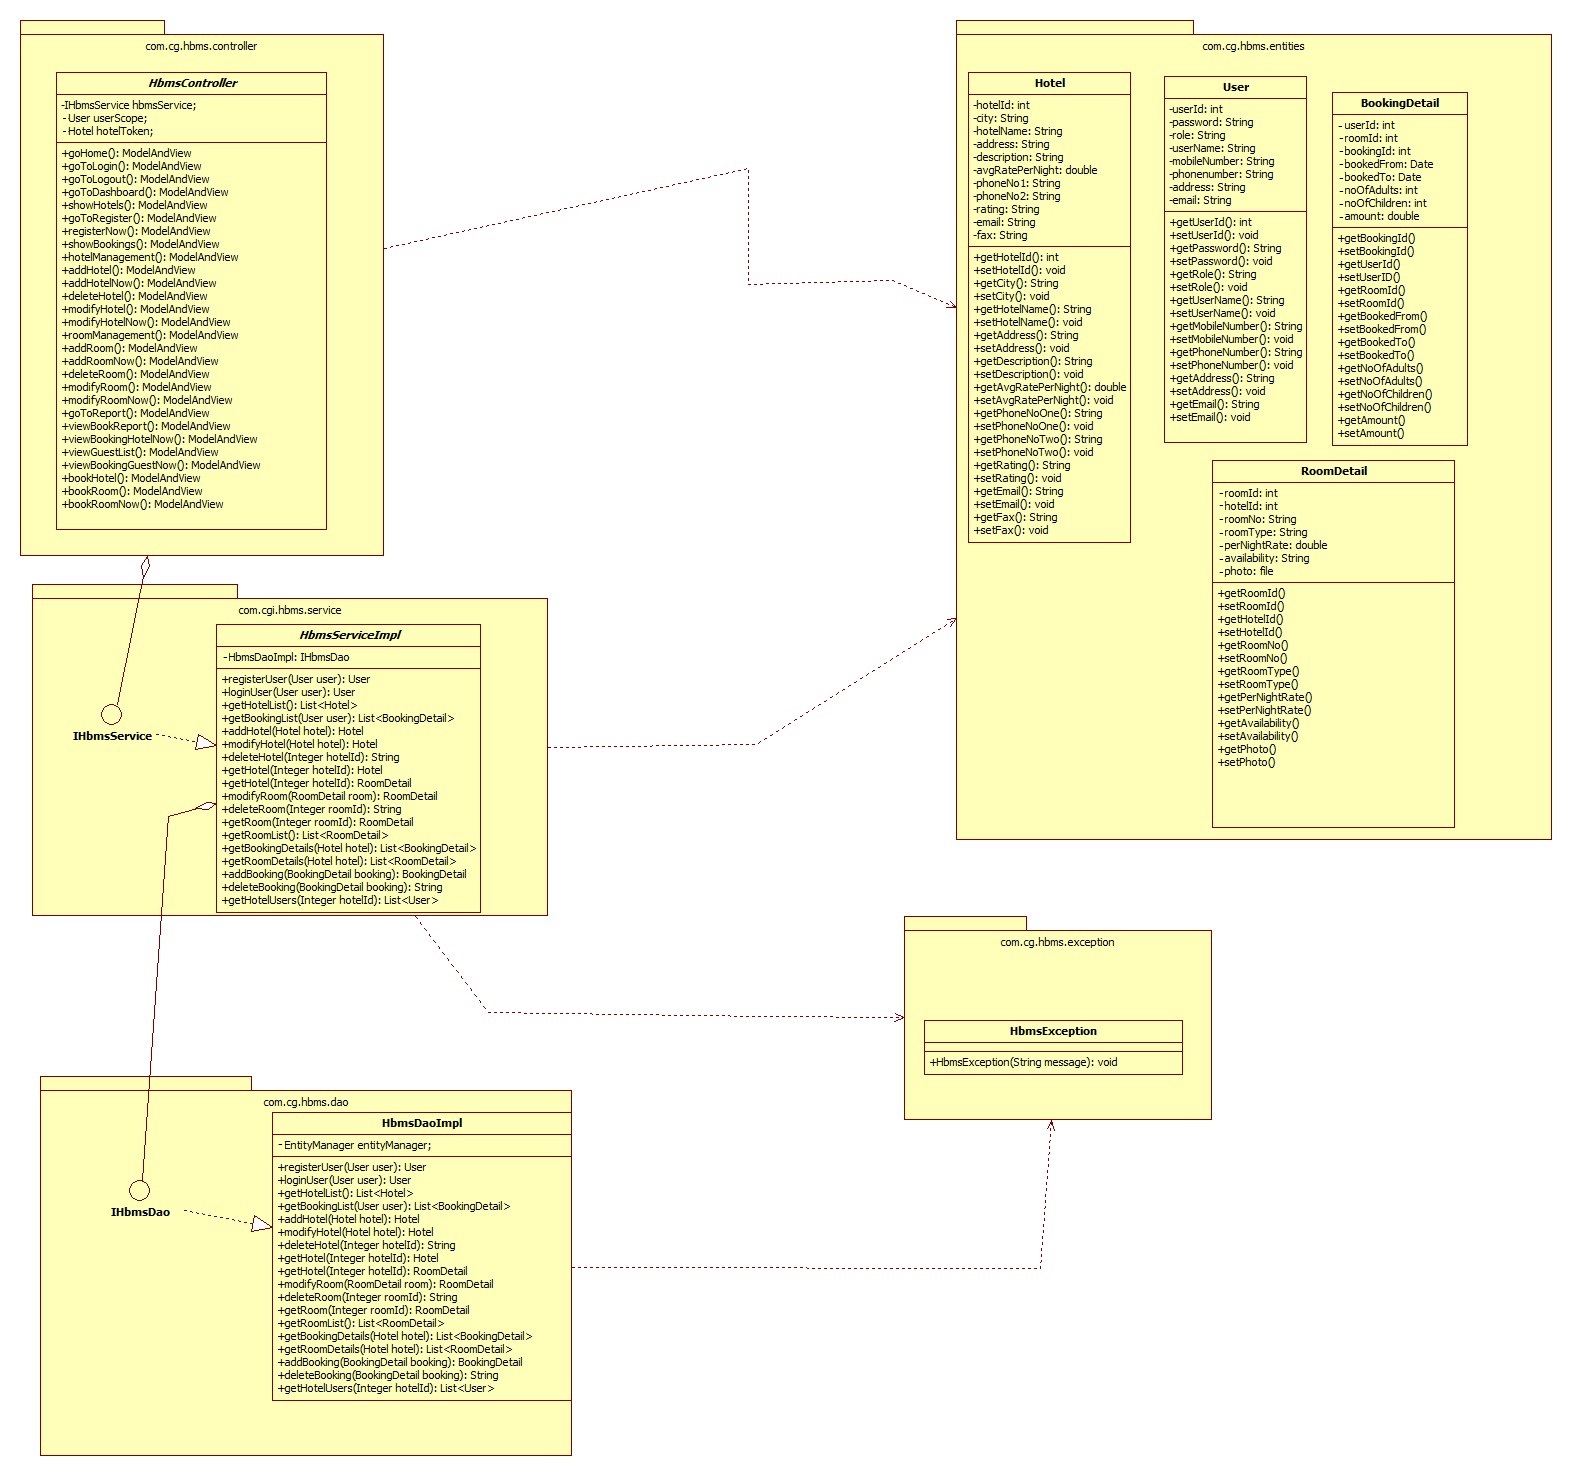 com.cg.hbms.controller
HbmsController
-IHbmsService hbmsService;
- User userScope;
- Hotel hotelToken;
+goHome(): ModelAndView
+goToLogin(): ModelAndView
+goToLogout(): ModelAndView
+goToDashboard(): ModelAndView
+showHotels(): ModelAndView
+goToRegister(): ModelAndView
+registerNow(): ModelAndView
+showBookings(): ModelAndView
+hotelManagement(): ModelAndView
+addHotel(): ModelAndView
+addHotelNow(): ModelAndView
+deleteHotel(): ModelAndView
+modifyHotel(): ModelAndView
+modifyHotelNow(): ModelAndView
+roomManagement(): ModelAndView
+addRoom(): ModelAndView
+addRoomNow(): ModelAndView
+deleteRoom(): ModelAndView
+modifyRoom(): ModelAndView
+modifyRoomNow(): ModelAndView
+goToReport(): ModelAndView
+viewBookReport(): ModelAndView
+viewBookingHotelNow(): ModelAndView
+viewGuestList(): ModelAndView
+viewBookingGuestNow(): ModelAndView
+bookHotel(): ModelAndView
+bookRoom(): ModelAndView
+bookRoomNow(): ModelAndView
com.cg.hbms.entities
Hotel
-hotelId: int
-city: String
-hotelName: String
-address: String
-description: String
-avgRatePerNight: double
-phoneNo1: String
-phoneNo2: String
-rating: String
-email: String
-fax: String
+getHotelId(): int
+setHotelId(): void
+getCity(): String
+setCity(): void
+getHotelName(): String
+setHotelName(): void
+getAddress(): String
+setAddress(): void
+getDescription(): String
+setDescription(): void
+getAvgRatePerNight(): double
+setAvgRatePerNight(): void
+getPhoneNoOne(): String
+setPhoneNoOne(): void
+getPhoneNoTwo(): String
+setPhoneNoTwo(): void
+getRating(): String
+setRating(): void
+getEmail(): String
+setEmail(): void
+getFax(): String
+setFax(): void
User
-userId: int
-password: String
-role: String
-userName: String
-mobileNumber: String
-phonenumber: String
-address: String
-email: String
+getUserId(): int
+setUserId(): void
+getPassword(): String
+setPassword(): void
+getRole(): String
+setRole(): void
+getUserName(): String
+setUserName(): void
+getMobileNumber(): String
+setMobileNumber(): void
+getPhoneNumber(): String
+setPhoneNumber(): void
+getAddress(): String
+setAddress(): void
+getEmail(): String
+setEmail(): void
BookingDetail
- userId: int
- roomId: int
- bookingId: int
- bookedFrom: Date
- bookedTo: Date
- noOfAdults: int
- noOfChildren: int
- amount: double
+getBookingId()
+setBookingId()
+getUserId()
+setUserID()
+getRoomId()
+setRoomId()
+getBookedFrom()
+setBookedFrom()
+getBookedTo()
+setBookedTo()
+getNoOfAdults()
+setNoOfAdults()
+getNoOfChildren()
+setNoOfChildren()
+getAmount()
+setAmount()
RoomDetail
- roomId: int
- hotelId: int
- roomNo: String
- roomType: String
- perNightRate: double
- availability: String
- photo: file
+getRoomId()
+setRoomId()
+getHotelId()
+setHotelId()
+getRoomNo()
+setRoomNo()
+getRoomType()
+setRoomType()
+getPerNightRate()
+setPerNightRate()
+getAvailability()
+setAvailability()
+getPhoto()
+setPhoto()
com.cgi.hbms.service
IHbmsService
HbmsServiceImpl
- HbmsDaoImpl: IHbmsDao
+registerUser(User user): User
+loginUser(User user): User
+getHotelList(): List<Hotel>
+getBookingList(User user): List<BookingDetail>
+addHotel(Hotel hotel): Hotel
+modifyHotel(Hotel hotel): Hotel
+deleteHotel(Integer hotelId): String
+getHotel(Integer hotelId): Hotel
+getHotel(Integer hotelId): RoomDetail
+modifyRoom(RoomDetail room): RoomDetail
+deleteRoom(Integer roomId): String
+getRoom(Integer roomId): RoomDetail
+getRoomList(): List<RoomDetail>
+getBookingDetails(Hotel hotel): List<BookingDetail>
+getRoomDetails(Hotel hotel): List<RoomDetail>
+addBooking(BookingDetail booking): BookingDetail
+deleteBooking(BookingDetail booking): String
+getHotelUsers(Integer hotelId): List<User>
com.cg.hbms.exception
HbmsException
+HbmsException(String message): void
com.cg.hbms.dao
IHbmsDao
HbmsDaoImpl
- EntityManager entityManager;
+registerUser(User user): User
+loginUser(User user): User
+getHotelList(): List<Hotel>
+getBookingList(User user): List<BookingDetail>
+addHotel(Hotel hotel): Hotel
+modifyHotel(Hotel hotel): Hotel
+deleteHotel(Integer hotelId): String
+getHotel(Integer hotelId): Hotel
+getHotel(Integer hotelId): RoomDetail
+modifyRoom(RoomDetail room): RoomDetail
+deleteRoom(Integer roomId): String
+getRoom(Integer roomId): RoomDetail
+getRoomList(): List<RoomDetail>
+getBookingDetails(Hotel hotel): List<BookingDetail>
+getRoomDetails(Hotel hotel): List<RoomDetail>
+addBooking(BookingDetail booking): BookingDetail
+deleteBooking(BookingDetail booking): String
+getHotelUsers(Integer hotelId): List<User>